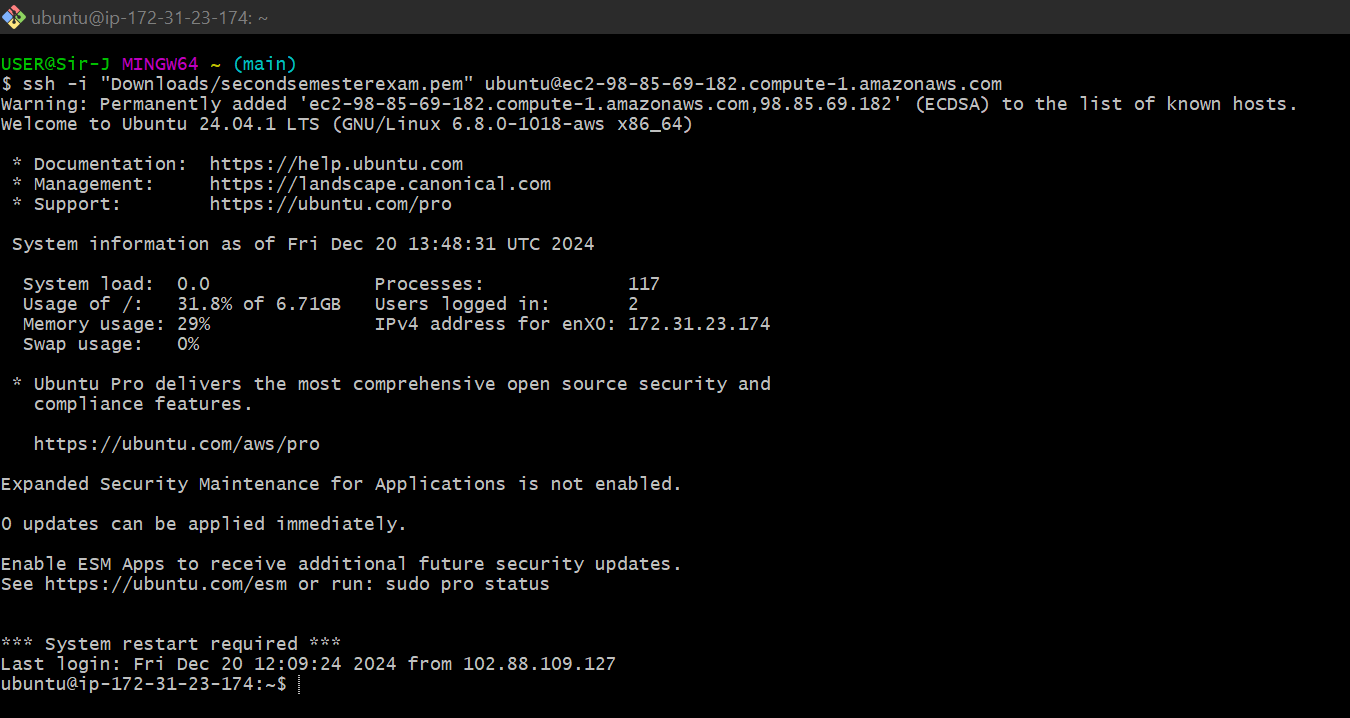 ubuntu@ip-172-31-23-174: ~
USER@Sir-J MINGW64 ~ (main)
$ ssh -i "Downloads/secondsemesterexam.pem" ubuntu@ec2-98-85-69-182.compute-1.amazonaws.com
Warning: Permanently added 'ec2-98-85-69-182.compute-1.amazonaws.com,98.85.69.182' (ECDSA) to the list of known hosts.
Welcome to Ubuntu 24.04.1 LTS (GNU/Linux 6.8.0-1018-aws x86_64)
* Documentation:  https://help.ubuntu.com
* Management:     https://landscape.canonical.com
* Support:        https://ubuntu.com/pro
System information as of Fri Dec 20 13:48:31 UTC 2024
System load:  0.0               Processes:             117
Usage of /:   31.8% of 6.71GB   Users logged in:       2
Memory usage: 29%               IPv4 address for enX0: 172.31.23.174
Swap usage:   0%
* Ubuntu Pro delivers the most comprehensive open source security and
compliance features.
https://ubuntu.com/aws/pro
Expanded Security Maintenance for Applications is not enabled.
0 updates can be applied immediately.
Enable ESM Apps to receive additional future security updates.
See https://ubuntu.com/esm or run: sudo pro status
*** System restart required ***
Last login: Fri Dec 20 12:09:24 2024 from 102.88.109.127
ubuntu@ip-172-31-23-174:~$